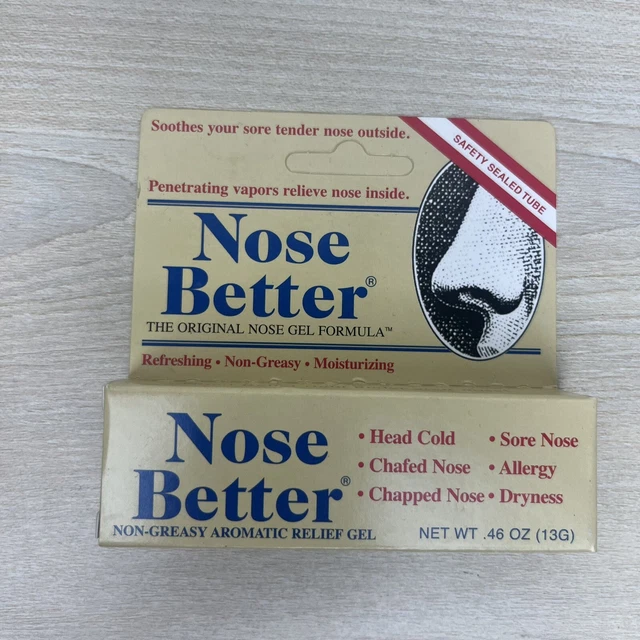 Soothes your sore tender nose outside.
SAFETY SEALED TUBE
Penetrating vapors relieve nose inside.
Nose
Better®
THE ORIGINAL NOSE GEL FORMULA™
Refreshing • Non-Greasy • Moisturizing
Nose
Better®
NON-GREASY AROMATIC RELIEF GEL
• Head Cold • Sore Nose
• Chafed Nose • Allergy
• Chapped Nose • Dryness
NET WT .46 OZ (13G)